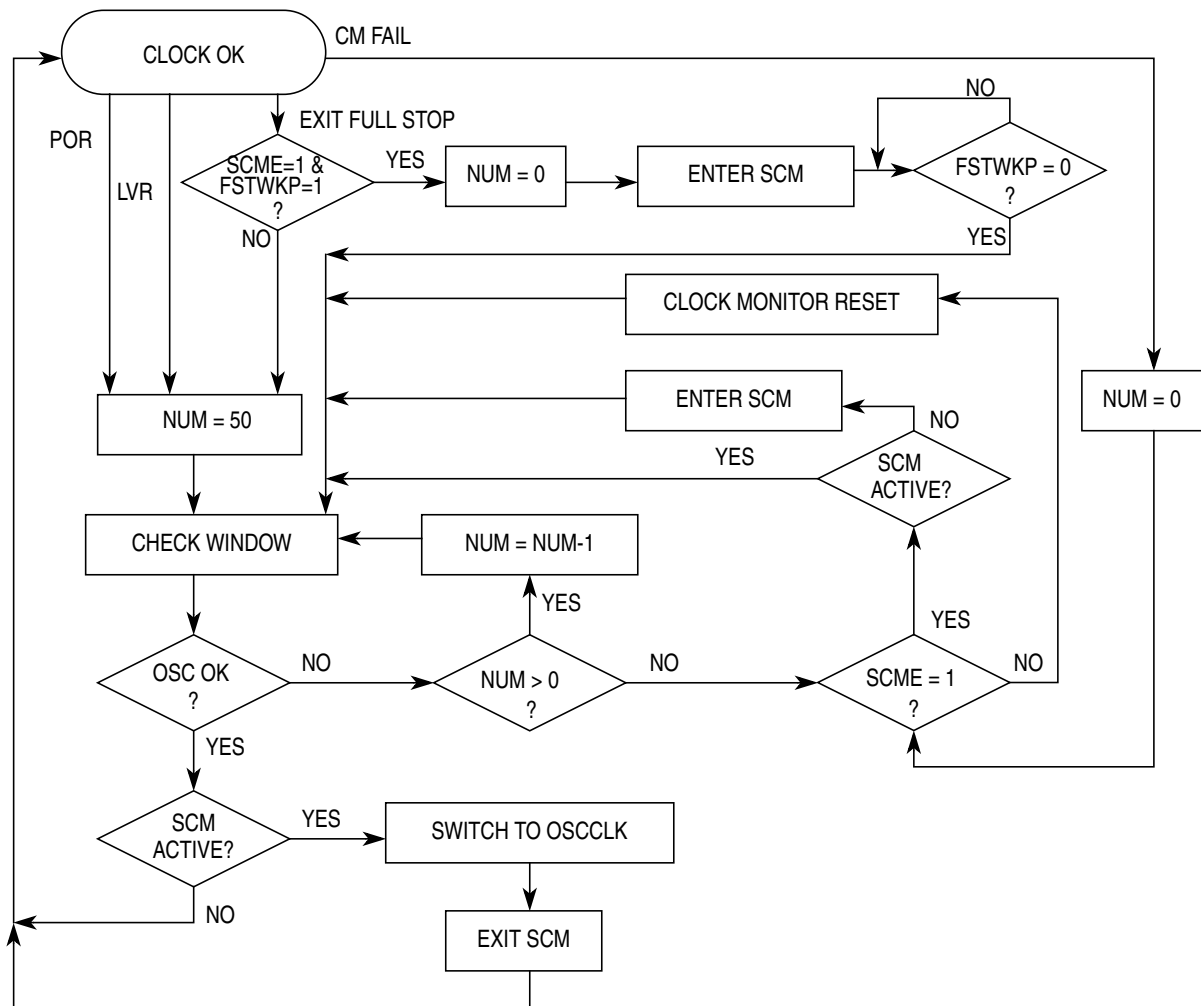 CM FAIL
CLOCK OK
NO
POR
EXIT FULL STOP
LVR
SCME=1 &
FSTWKP=1
?
YES
NUM = 0
ENTER SCM
FSTWKP = 0
?
NO
YES
CLOCK MONITOR RESET
NUM = 50
ENTER SCM
NUM = 0
NO
YES
SCM
ACTIVE?
CHECK WINDOW
NUM = NUM-1
YES
YES
OSC OK
?
NO
NUM > 0
?
NO
SCME = 1
?
NO
YES
SCM
ACTIVE?
YES
SWITCH TO OSCCLK
NO
EXIT SCM